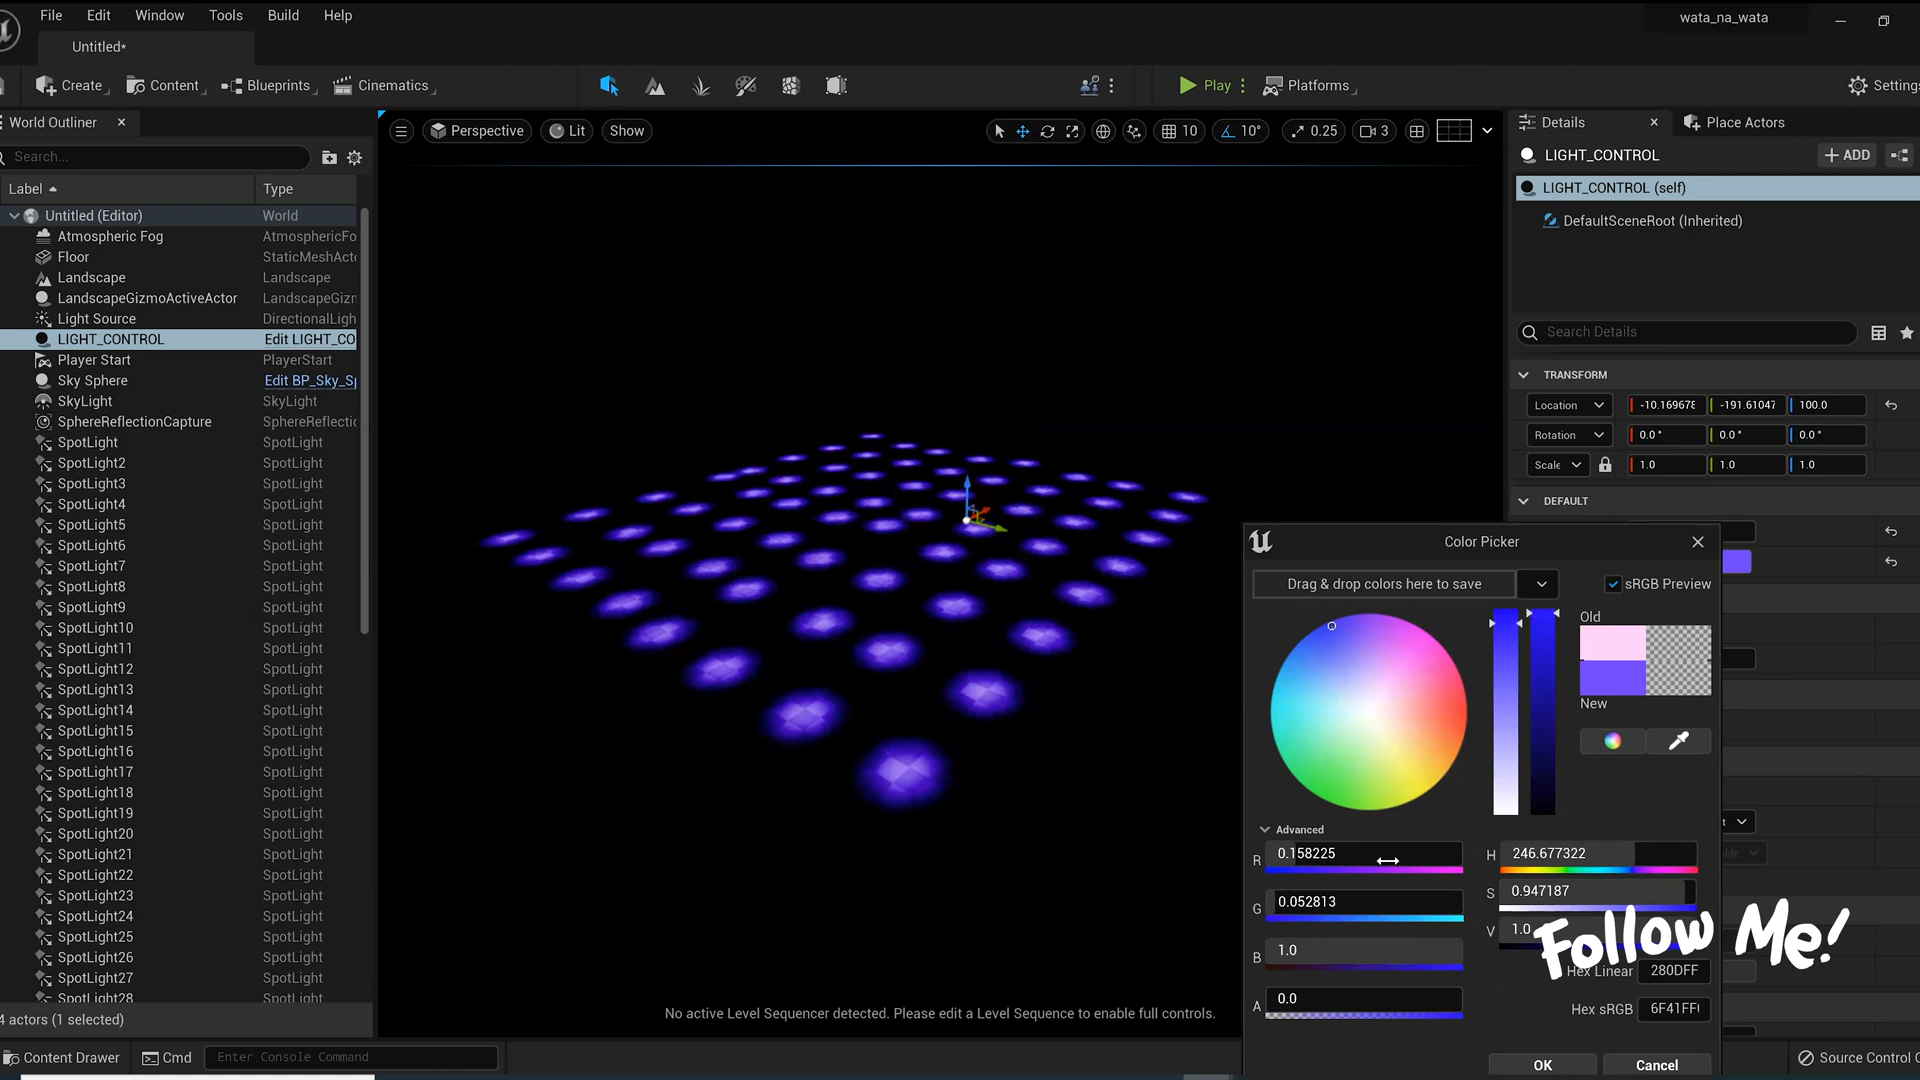 File Edit Window Tools Build Help
wata_na_wata
Untitled*
Create Content Blueprints Cinematics Play Platforms Settings
World Outliner
Search...
Label Type
Untitled (Editor) World
Atmospheric Fog AtmosphericFo
Floor StaticMeshActo
Landscape Landscape
LandscapeGizmoActiveActor LandscapeGizm
Light Source DirectionalLigh
LIGHT_CONTROL Edit LIGHT_CO
Player Start PlayerStart
Sky Sphere Edit BP_Sky_Sp
SkyLight SkyLight
SphereReflectionCapture SphereReflectic
SpotLight SpotLight
SpotLight2 SpotLight
SpotLight3 SpotLight
SpotLight4 SpotLight
SpotLight5 SpotLight
SpotLight6 SpotLight
SpotLight7 SpotLight
SpotLight8 SpotLight
SpotLight9 SpotLight
SpotLight10 SpotLight
SpotLight11 SpotLight
SpotLight12 SpotLight
SpotLight13 SpotLight
SpotLight14 SpotLight
SpotLight15 SpotLight
SpotLight16 SpotLight
SpotLight17 SpotLight
SpotLight18 SpotLight
SpotLight19 SpotLight
SpotLight20 SpotLight
SpotLight21 SpotLight
SpotLight22 SpotLight
SpotLight23 SpotLight
SpotLight24 SpotLight
SpotLight25 SpotLight
SpotLight26 SpotLight
SpotLight27 SpotLight
SpotLight28 SpotLight
4 actors (1 selected)
Perspective Lit Show 10 10° 0.25 3
No active Level Sequencer detected. Please edit a Level Sequence to enable full controls.
Details Place Actors
LIGHT_CONTROL ADD
LIGHT_CONTROL (self)
DefaultSceneRoot (Inherited)
Search Details
TRANSFORM
Location -10.169678 -191.61047 100.0
Rotation 0.0° 0.0° 0.0°
Scale 1.0 1.0 1.0
DEFAULT
Color Picker
Drag & drop colors here to save
sRGB Preview
Old
New
Advanced
R 0.158225 H 246.677322
G 0.052813 S 0.947187
B 1.0 V 1.0
A 0.0
Hex Linear 280DFF
Hex sRGB 6F41FF
OK Cancel
Follow Me!
Content Drawer Cmd Enter Console Command
Source Control